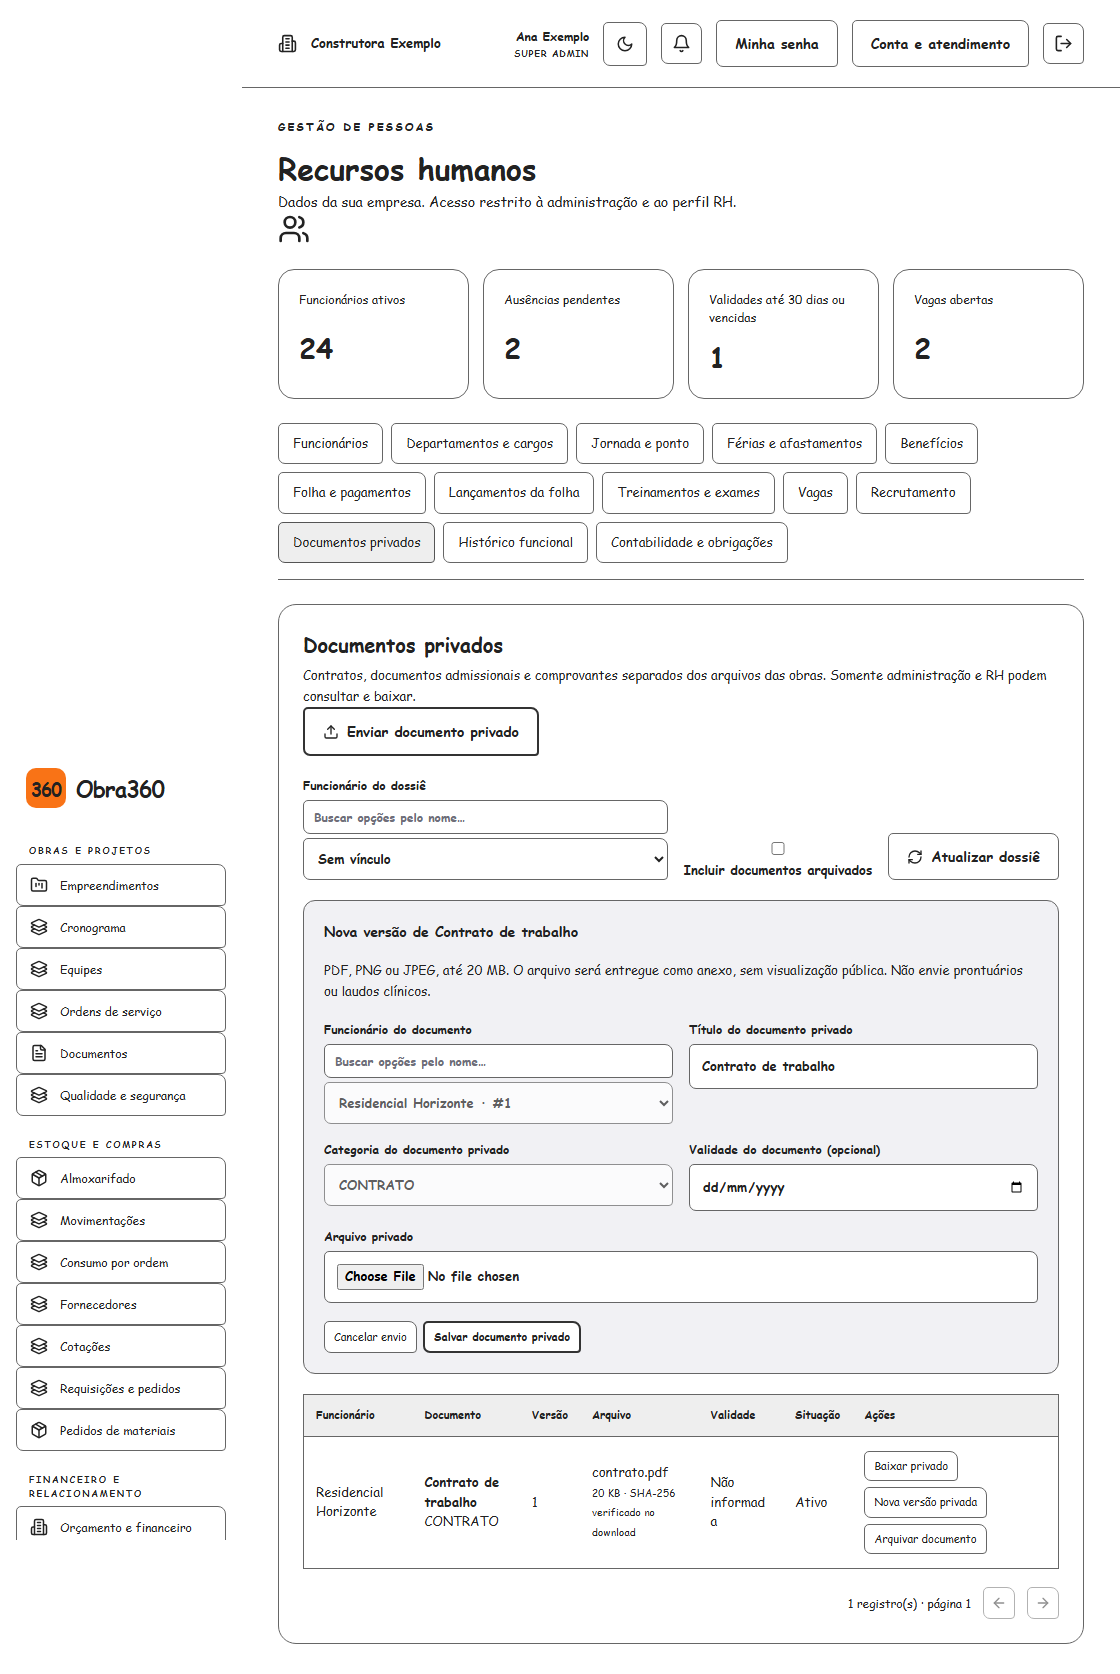 Construtora Exemplo
Ana Exemplo
SUPER ADMIN
Minha senha
Conta e atendimento
GESTÃO DE PESSOAS
Recursos humanos
Dados da sua empresa. Acesso restrito à administração e ao perfil RH.
Funcionários ativos
24
Ausências pendentes
2
Validades até 30 dias ou
vencidas
1
Vagas abertas
2
Funcionários
Departamentos e cargos
Jornada e ponto
Férias e afastamentos
Benefícios
Folha e pagamentos
Lançamentos da folha
Treinamentos e exames
Vagas
Recrutamento
Documentos privados
Histórico funcional
Contabilidade e obrigações
360
Obra360
OBRAS E PROJETOS
Empreendimentos
Cronograma
Equipes
Ordens de serviço
Documentos
Qualidade e segurança
ESTOQUE E COMPRAS
Almoxarifado
Movimentações
Consumo por ordem
Fornecedores
Cotações
Requisições e pedidos
Pedidos de materiais
FINANCEIRO E
RELACIONAMENTO
Orçamento e financeiro
Documentos privados
Contratos, documentos admissionais e comprovantes separados dos arquivos das obras. Somente administração e RH podem
consultar e baixar.
Enviar documento privado
Funcionário do dossiê
Buscar opções pelo nome...
Sem vínculo
Incluir documentos arquivados
Atualizar dossiê
Nova versão de Contrato de trabalho
PDF, PNG ou JPEG, até 20 MB. O arquivo será entregue como anexo, sem visualização pública. Não envie prontuários
ou laudos clínicos.
Funcionário do documento
Buscar opções pelo nome...
Residencial Horizonte · #1
Título do documento privado
Contrato de trabalho
Categoria do documento privado
CONTRATO
Validade do documento (opcional)
dd/mm/yyyy
Arquivo privado
Choose File No file chosen
Cancelar envio
Salvar documento privado
Funcionário
Documento
Versão
Arquivo
Validade
Situação
Ações
Residencial
Horizonte
Contrato de
trabalho
CONTRATO
1
contrato.pdf
20 KB · SHA-256
verificado no
download
Não
informad
a
Ativo
Baixar privado
Nova versão privada
Arquivar documento
1 registro(s) · página 1